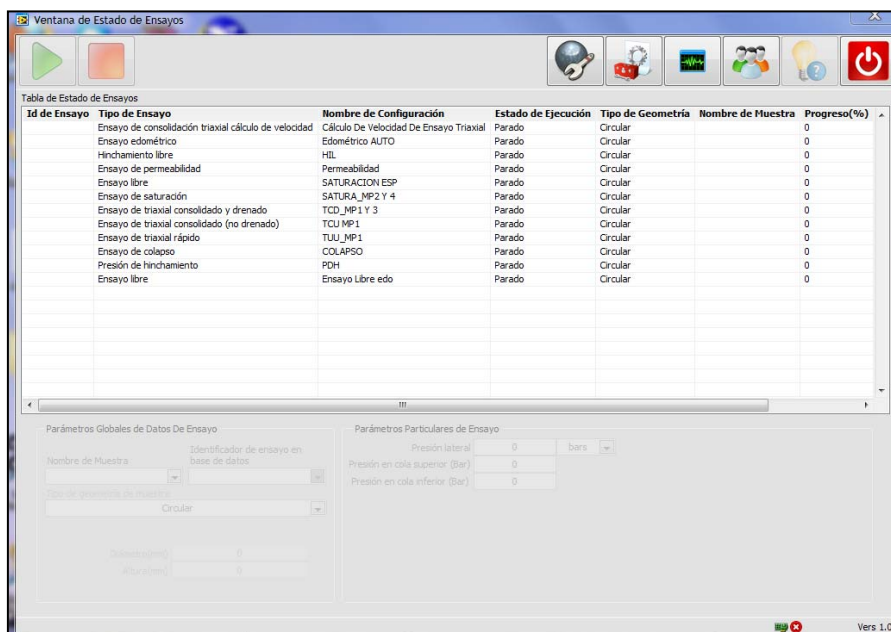 Ventana de Estado de Ensayos
Tabla de Estado de Ensayos
Id de Ensayo Tipo de Ensayo Nombre de Configuración Estado de Ejecución Tipo de Geometría Nombre de Muestra Progreso(%)
Ensayo de consolidación triaxial cálculo de velocidad Cálculo De Velocidad De Ensayo Triaxial Parado Circular 0
Ensayo edométrico Edométrico AUTO Parado Circular 0
Hinchamiento libre HIL Parado Circular 0
Ensayo de permeabilidad Permeabilidad Parado Circular 0
Ensayo libre SATURACION ESP Parado Circular 0
Ensayo de saturación SATURA_MP2 Y 4 Parado Circular 0
Ensayo de triaxial consolidado y drenado TCD_MP1 Y 3 Parado Circular 0
Ensayo de triaxial consolidado (no drenado) TCU MP1 Parado Circular 0
Ensayo de triaxial rápido TUU_MP1 Parado Circular 0
Ensayo de colapso COLAPSO Parado Circular 0
Presión de hinchamiento PDH Parado Circular 0
Ensayo libre Ensayo Libre edo Parado Circular 0
Parámetros Globales de Datos De Ensayo
Nombre de Muestra
Identificador de ensayo en
base de datos
Tipo de geometría de muestra
Circular
0
Altura(mm) 0
Parámetros Particulares de Ensayo
Presión lateral 0 bars
Presión en cola superior (Bar) 0
Presión en cola inferior (Bar) 0
Vers 1.0